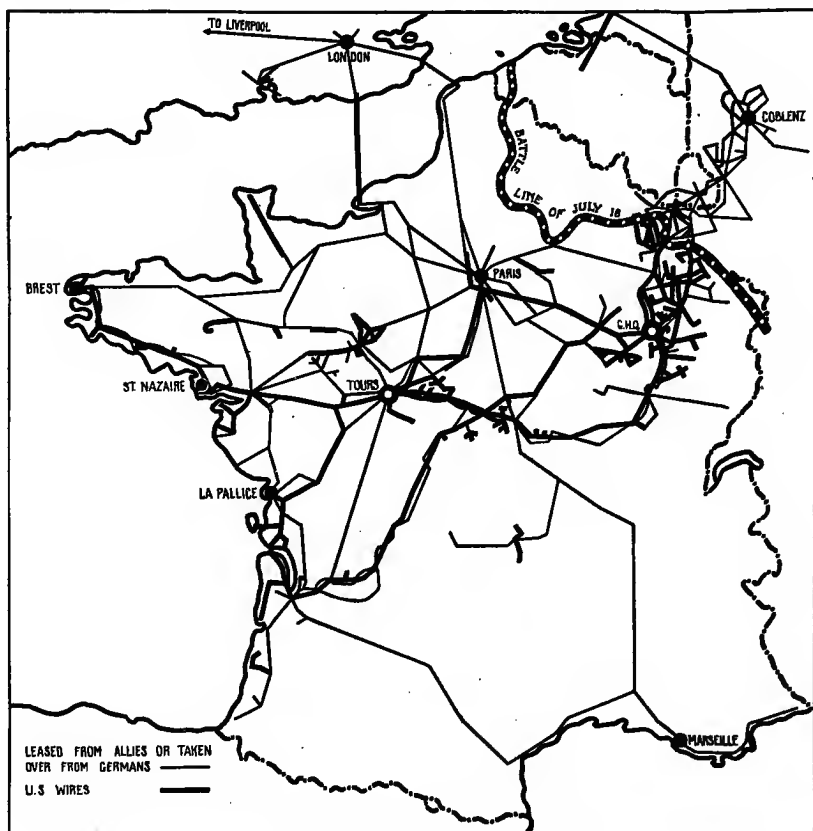 TO LIVERPOOL
LONDON
COBLENZ
BATTLE LINE OF JULY 18
PARIS
BREST
G.H.Q.
ST. NAZAIRE
TOURS
LA PALLICE
MARSEILLE
LEASED FROM ALLIES OR TAKEN
OVER FROM GERMANS
U.S WIRES